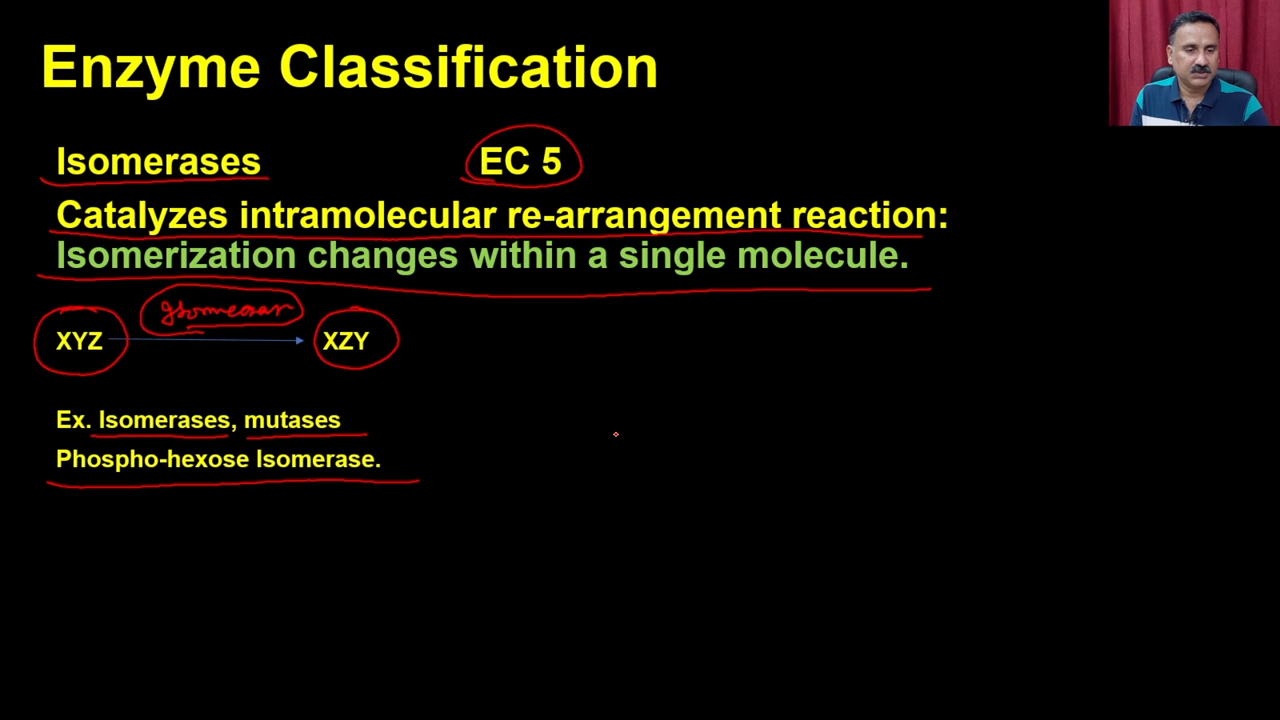 Enzyme Classification
Isomerases EC 5
Catalyzes intramolecular re-arrangement reaction:
Isomerization changes within a single molecule.
XYZ XZY
Ex. Isomerases, mutases
Phospho-hexose Isomerase.